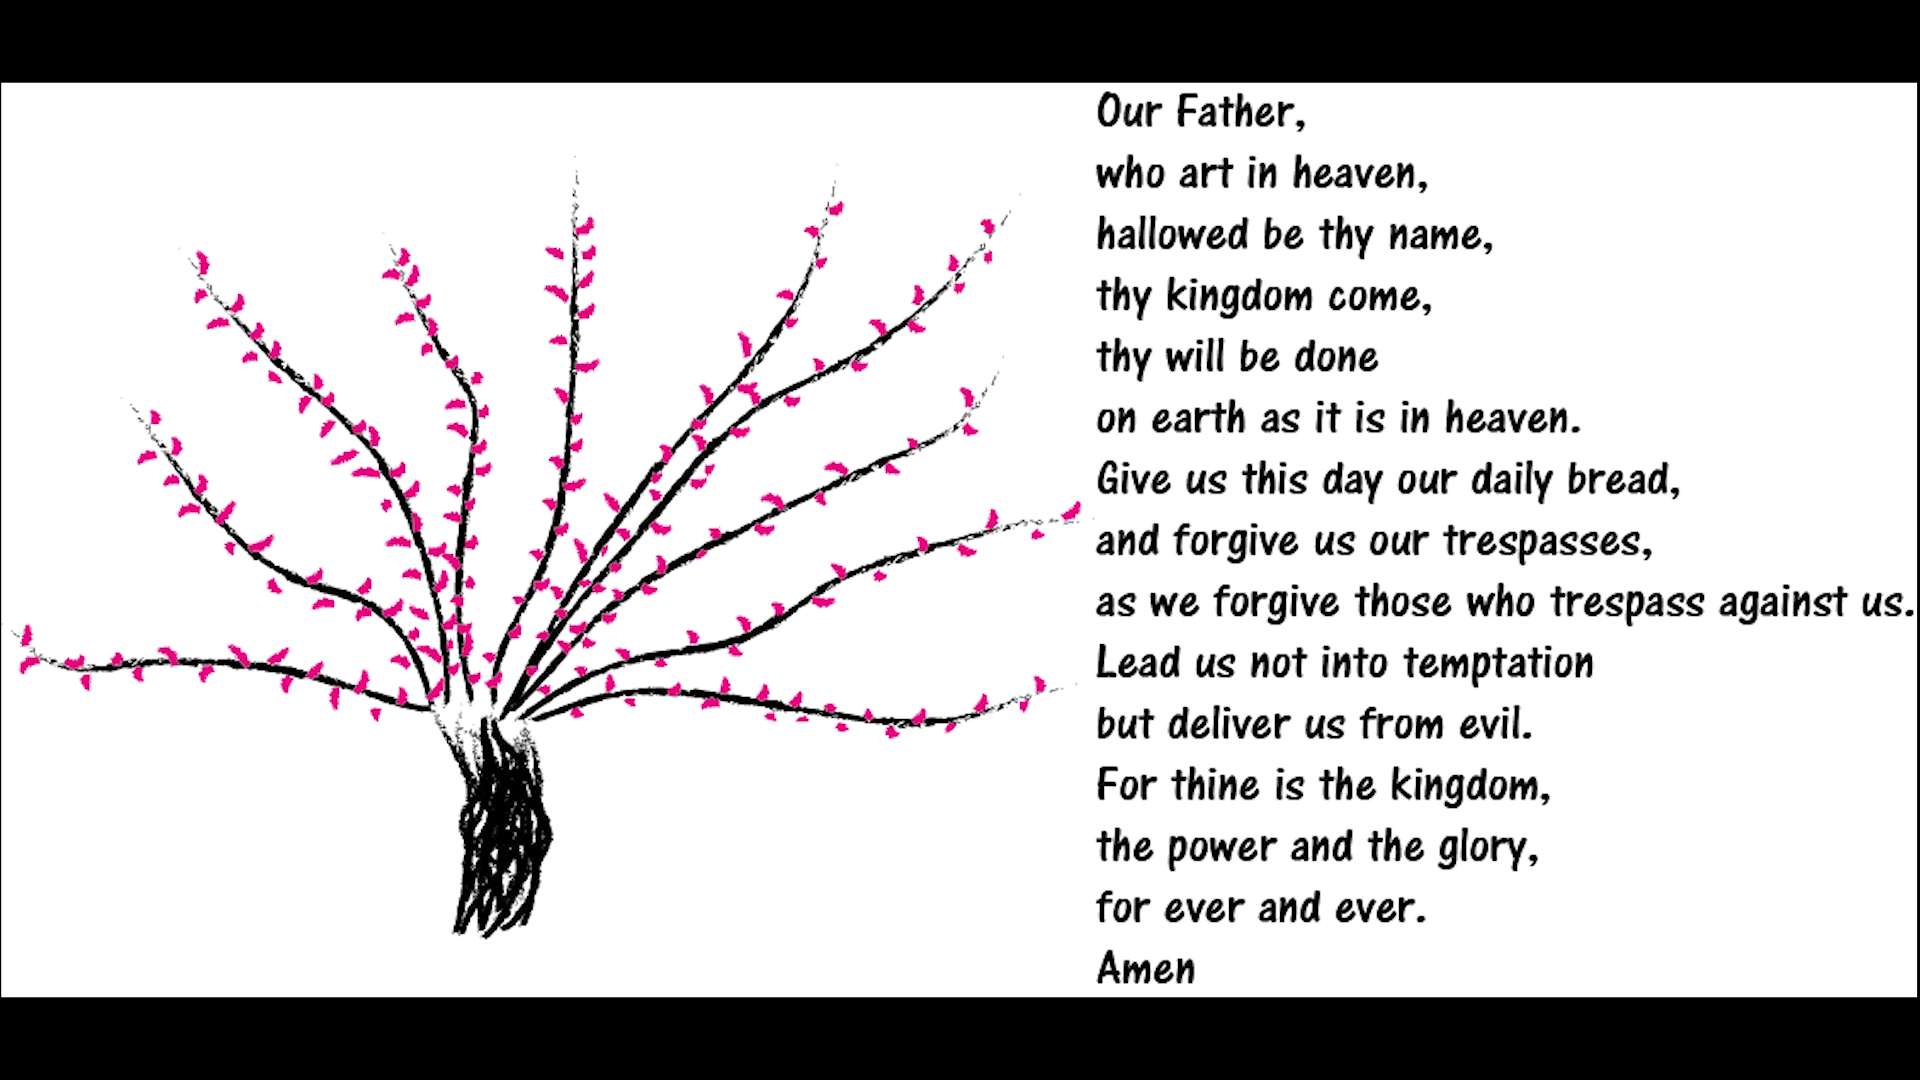 Our Father,
who art in heaven,
hallowed be thy name,
thy kingdom come,
thy will be done
on earth as it is in heaven.
Give us this day our daily bread,
and forgive us our trespasses,
as we forgive those who trespass against us.
Lead us not into temptation
but deliver us from evil.
For thine is the kingdom,
the power and the glory,
for ever and ever.
Amen